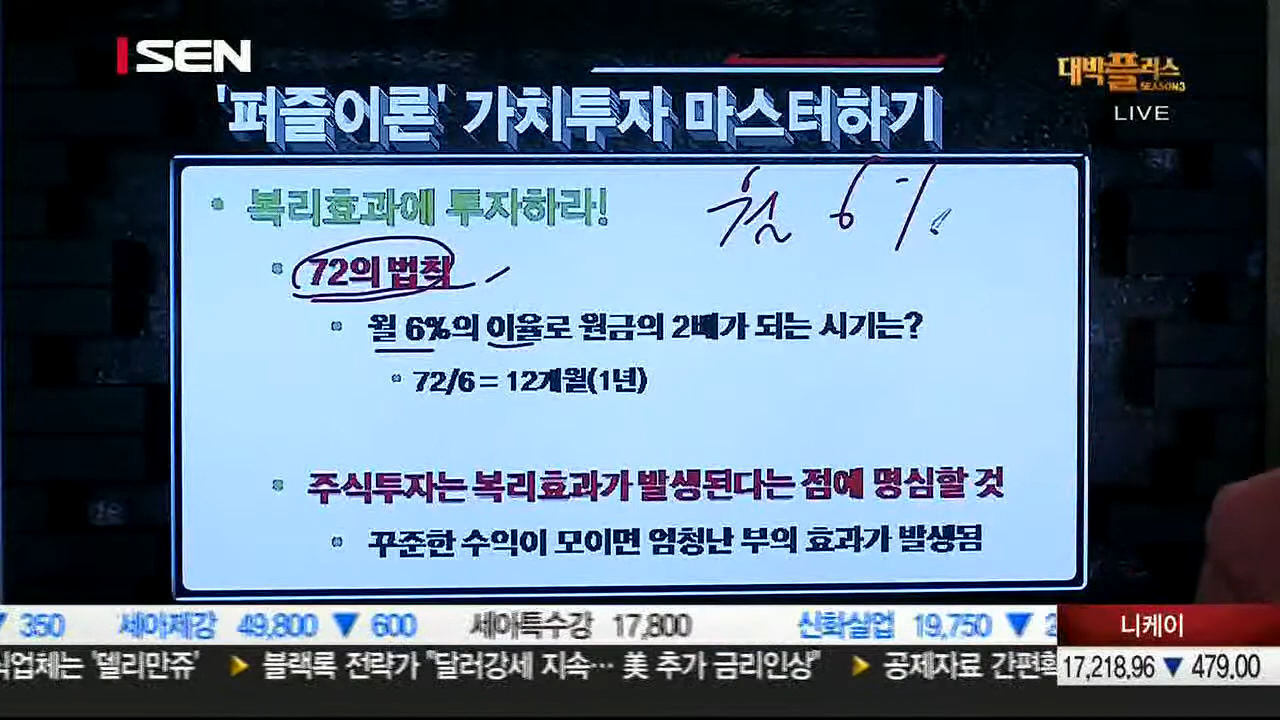 SEN
대박플러스
SEASON3
LIVE
'퍼즐이론' 가치투자 마스터하기
월 6%
• 복리효과에 투자하라!
72의 법칙
월 6%의 이율로 원금의 2배가 되는 시기는?
72/6 = 12개월(1년)
주식투자는 복리효과가 발생된다는 점에 명심할 것
꾸준한 수익이 모이면 엄청난 부의 효과가 발생됨
▼ 350 세아제강 49,800 ▼ 600 세아특수강 17,800 신화실업 19,750 ▼
니케이
식업체는 '델리만쥬' ▶ 블랙록 전략가 "달러강세 지속… 美 추가 금리인상" ▶ 공제자료 간편
17,218.96 ▼ 479.00